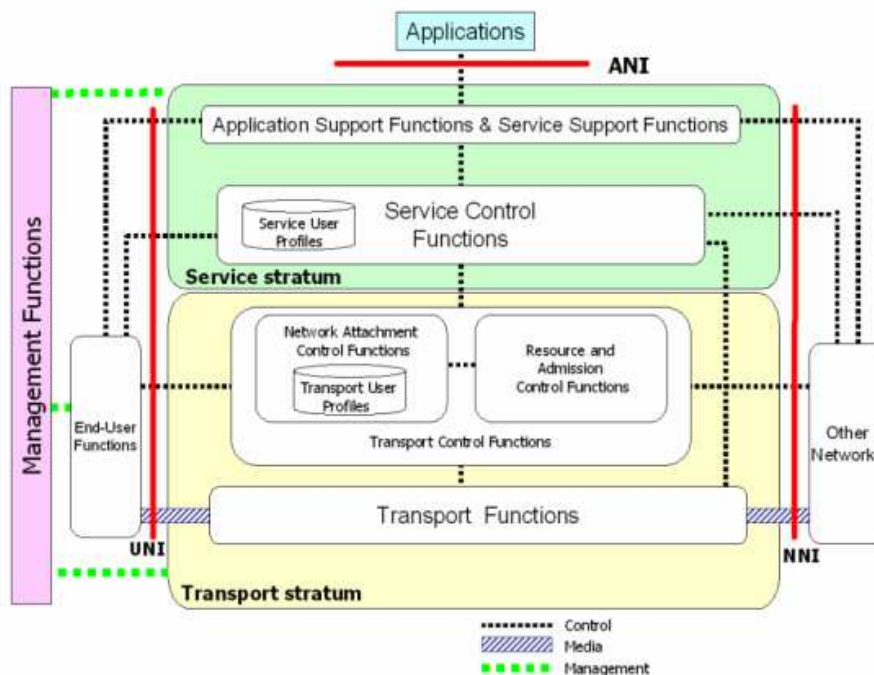 Applications
ANI
Management Functions
Application Support Functions & Service Support Functions
Service User
Profiles
Service Control
Functions
Service stratum
Network Attachment
Control Functions
Transport User
Profiles
Resource and
Admission
Control Functions
Transport Control Functions
End-User
Functions
Other
Network
Transport Functions
UNI
NNI
Transport stratum
Control
Media
Management